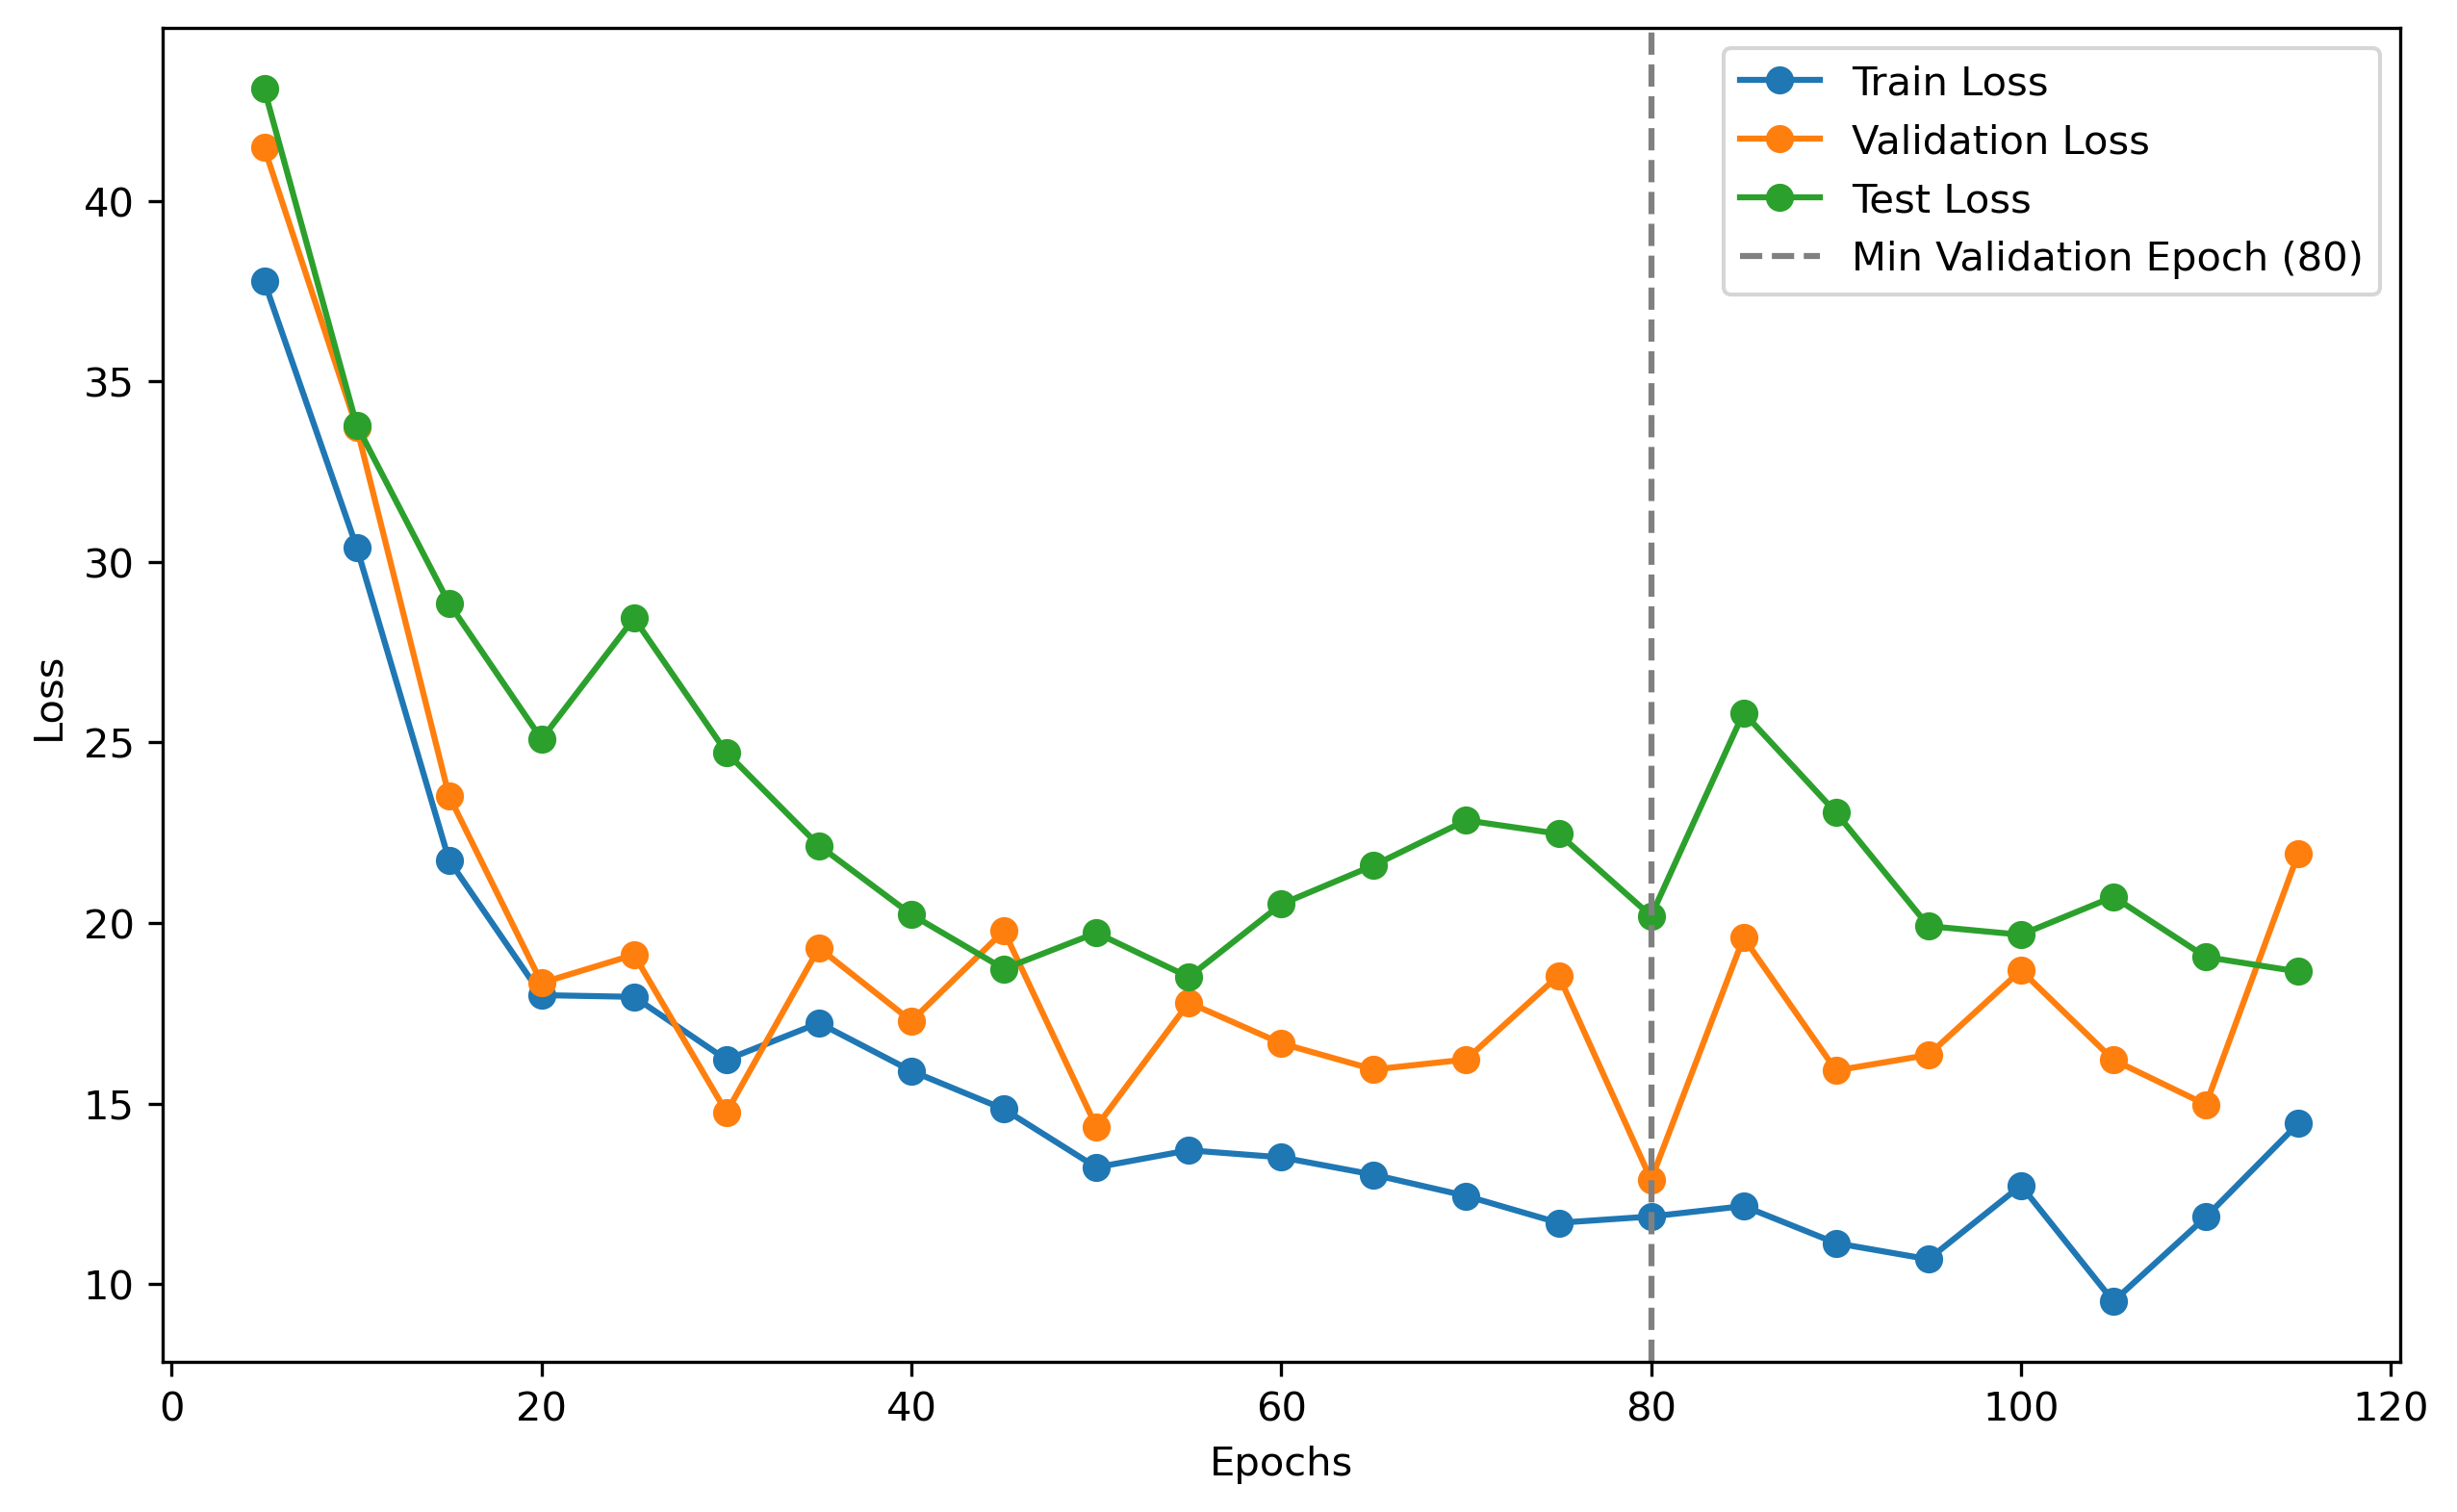 Train Loss
Validation Loss
Test Loss
Min Validation Epoch (80)
40
35
30
25
20
15
10
Loss
0 20 40 60 80 100 120
Epochs